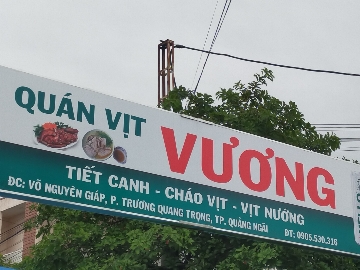 QUÁN VỊT
VƯƠNG
TIẾT CANH - CHÁO VỊT - VỊT NƯỚNG
ĐC: VÕ NGUYÊN GIÁP, P. TRƯƠNG QUANG TRỌNG, TP. QUẢNG NGÃI
ĐT: 0905.530.316